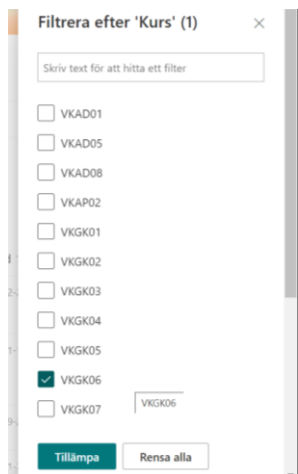 Filtrera efter 'Kurs' (1)
Skriv text för att hitta ett filter
VKAD01
VKAD05
VKAD08
VKAP02
VKGK01
VKGK02
VKGK03
VKGK04
VKGK05
VKGK06
VKGK06
VKGK07
Tillämpa Rensa alla